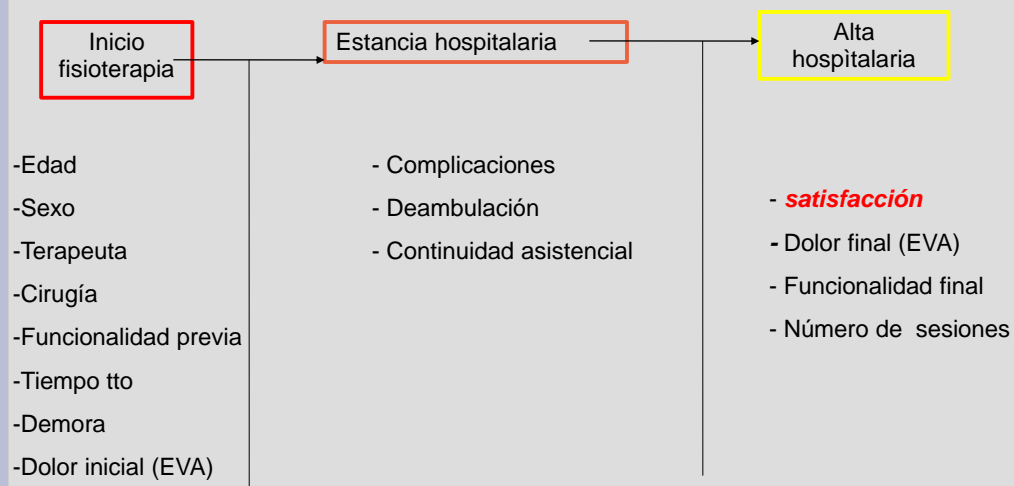 Inicio
fisioterapia
Estancia hospitalaria
Alta
hospìtalaria
-Edad
-Sexo
-Terapeuta
-Cirugía
-Funcionalidad previa
-Tiempo tto
-Demora
-Dolor inicial (EVA)
- Complicaciones
- Deambulación
- Continuidad asistencial
- satisfacción
- Dolor final (EVA)
- Funcionalidad final
- Número de sesiones